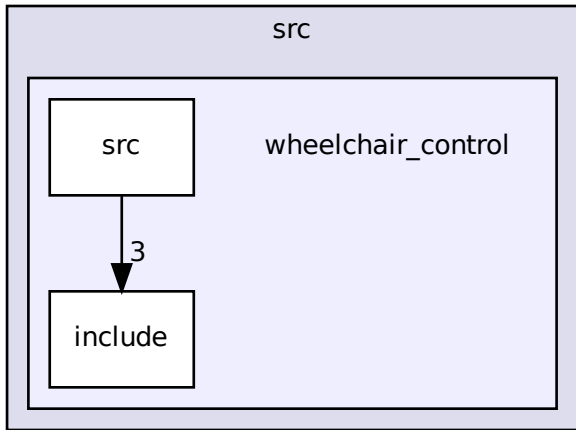 src
src
wheelchair_control
3
include